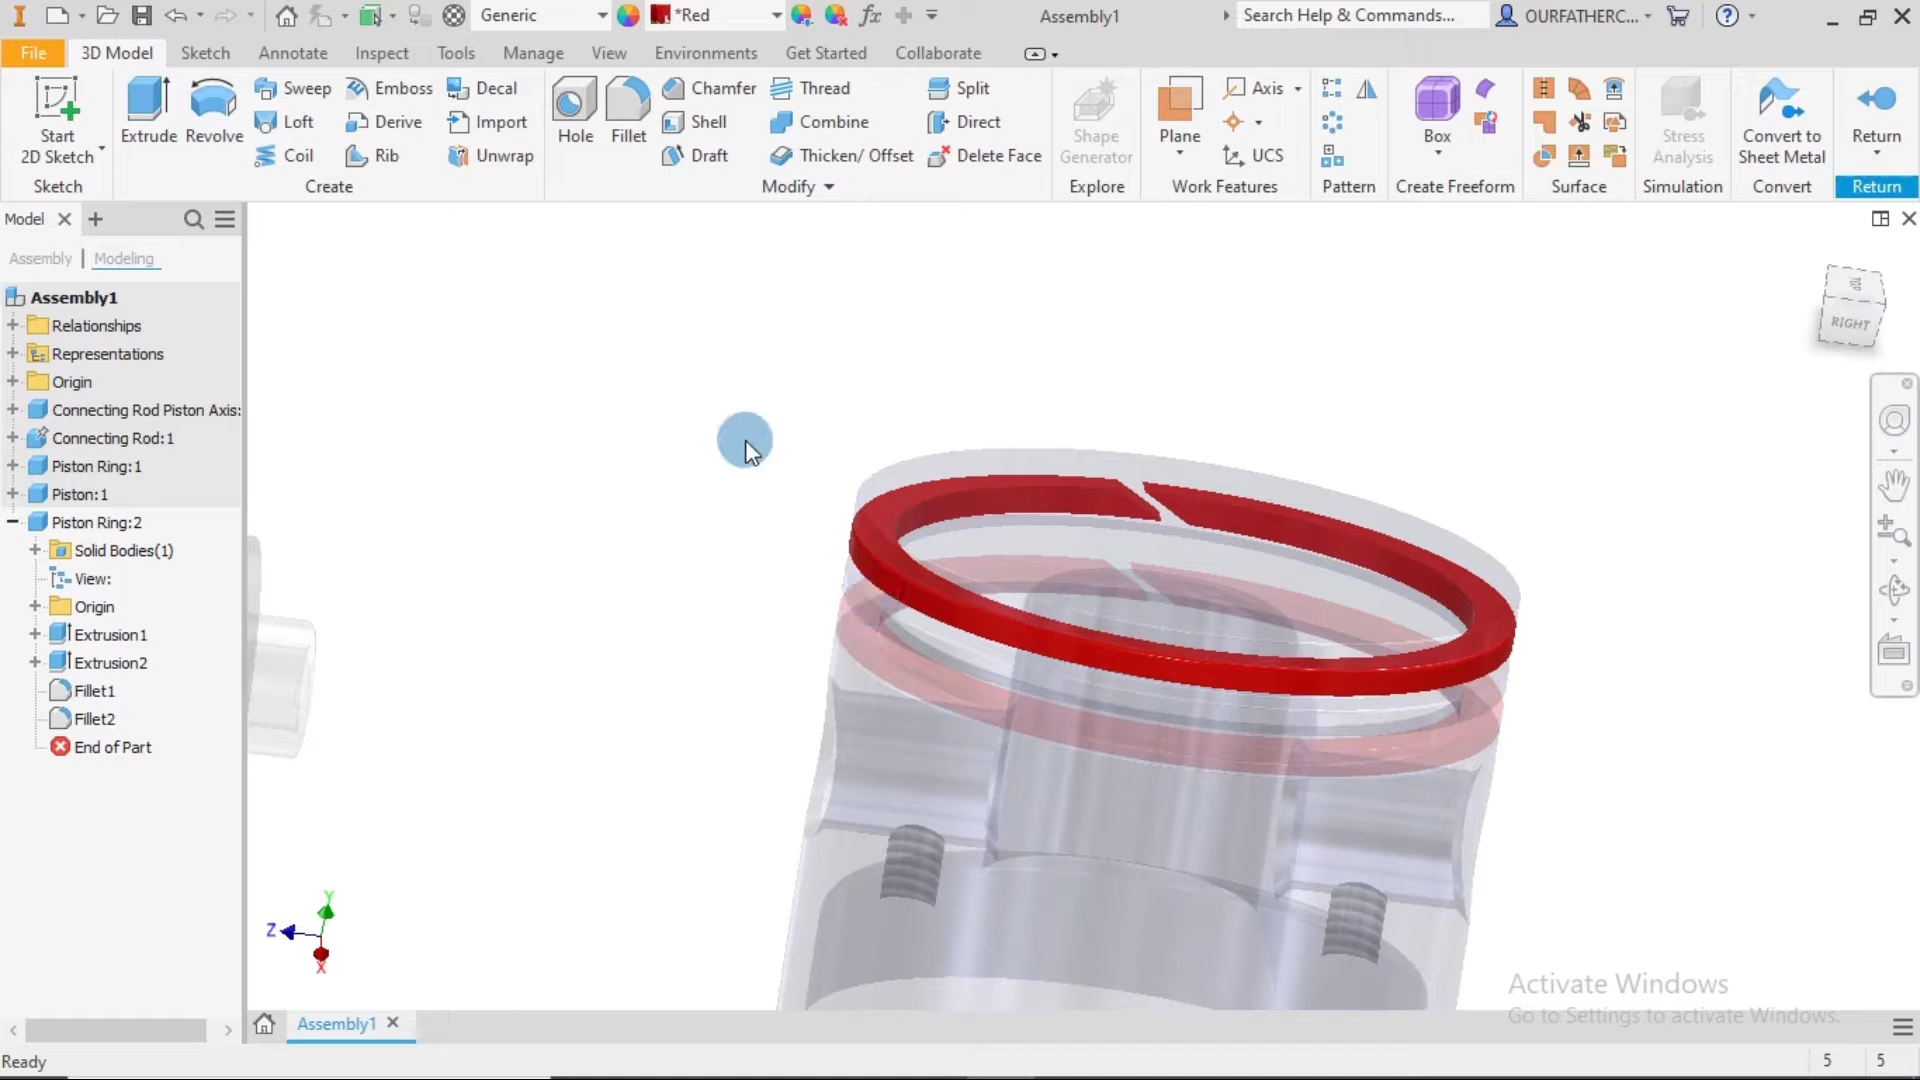 Generic
*Red
fx
Assembly1
Search Help & Commands...
OURFATHERC...
File
3D Model
Sketch
Annotate
Inspect
Tools
Manage
View
Environments
Get Started
Collaborate
Start
2D Sketch
Extrude
Revolve
Sweep
Emboss
Decal
Loft
Derive
Import
Coil
Rib
Unwrap
Hole
Fillet
Chamfer
Thread
Split
Shell
Combine
Direct
Draft
Thicken/ Offset
Delete Face
Shape
Generator
Plane
Axis
UCS
Box
Stress
Analysis
Convert to
Sheet Metal
Return
Sketch
Create
Modify
Explore
Work Features
Pattern
Create Freeform
Surface
Simulation
Convert
Return
Model
Assembly
Modeling
Assembly1
Relationships
Representations
Origin
Connecting Rod Piston Axis:
Connecting Rod:1
Piston Ring:1
Piston:1
Piston Ring:2
Solid Bodies(1)
View:
Origin
Extrusion1
Extrusion2
Fillet1
Fillet2
End of Part
TOP
RIGHT
Y
Z
X
Activate Windows
Go to Settings to activate Windows.
Assembly1
Ready
5
5